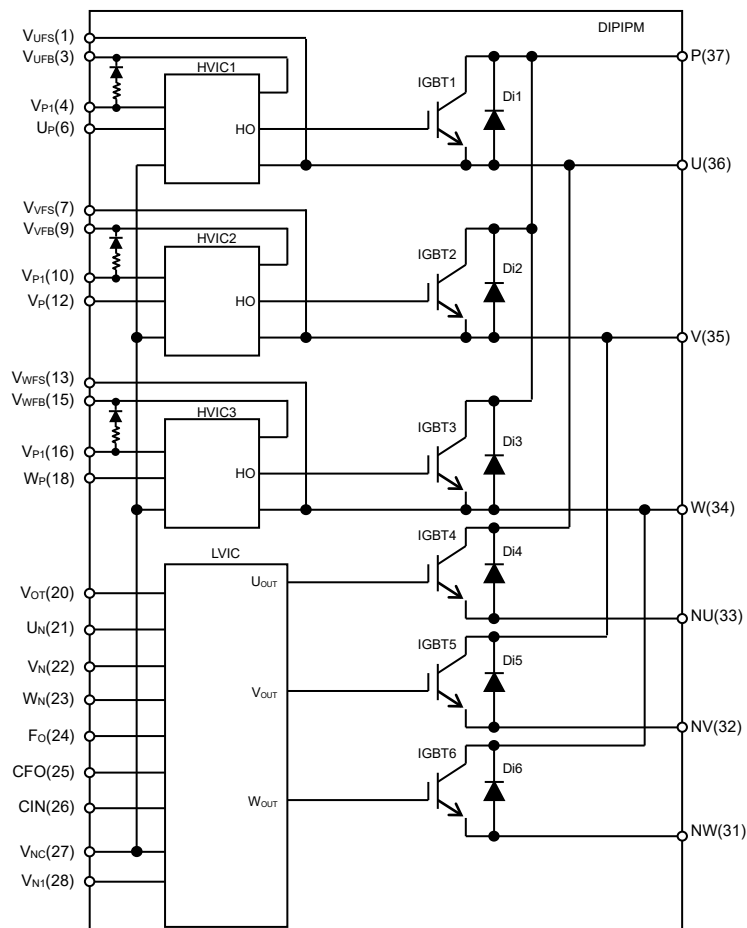 DIPIPM
VUFS(1)
VUFB(3)
HVIC1
IGBT1
P(37)
Di1
VP1(4)
UP(6)
HO
U(36)
VVFS(7)
VVFB(9)
HVIC2
IGBT2
Di2
VP1(10)
VP(12)
HO
V(35)
VWFS(13)
VWFB(15)
HVIC3
IGBT3
Di3
VP1(16)
WP(18)
HO
W(34)
IGBT4
LVIC
Di4
UOUT
VOT(20)
NU(33)
UN(21)
IGBT5
Di5
VN(22)
VOUT
WN(23)
NV(32)
FO(24)
IGBT6
Di6
CFO(25)
CIN(26)
WOUT
NW(31)
VNC(27)
VN1(28)